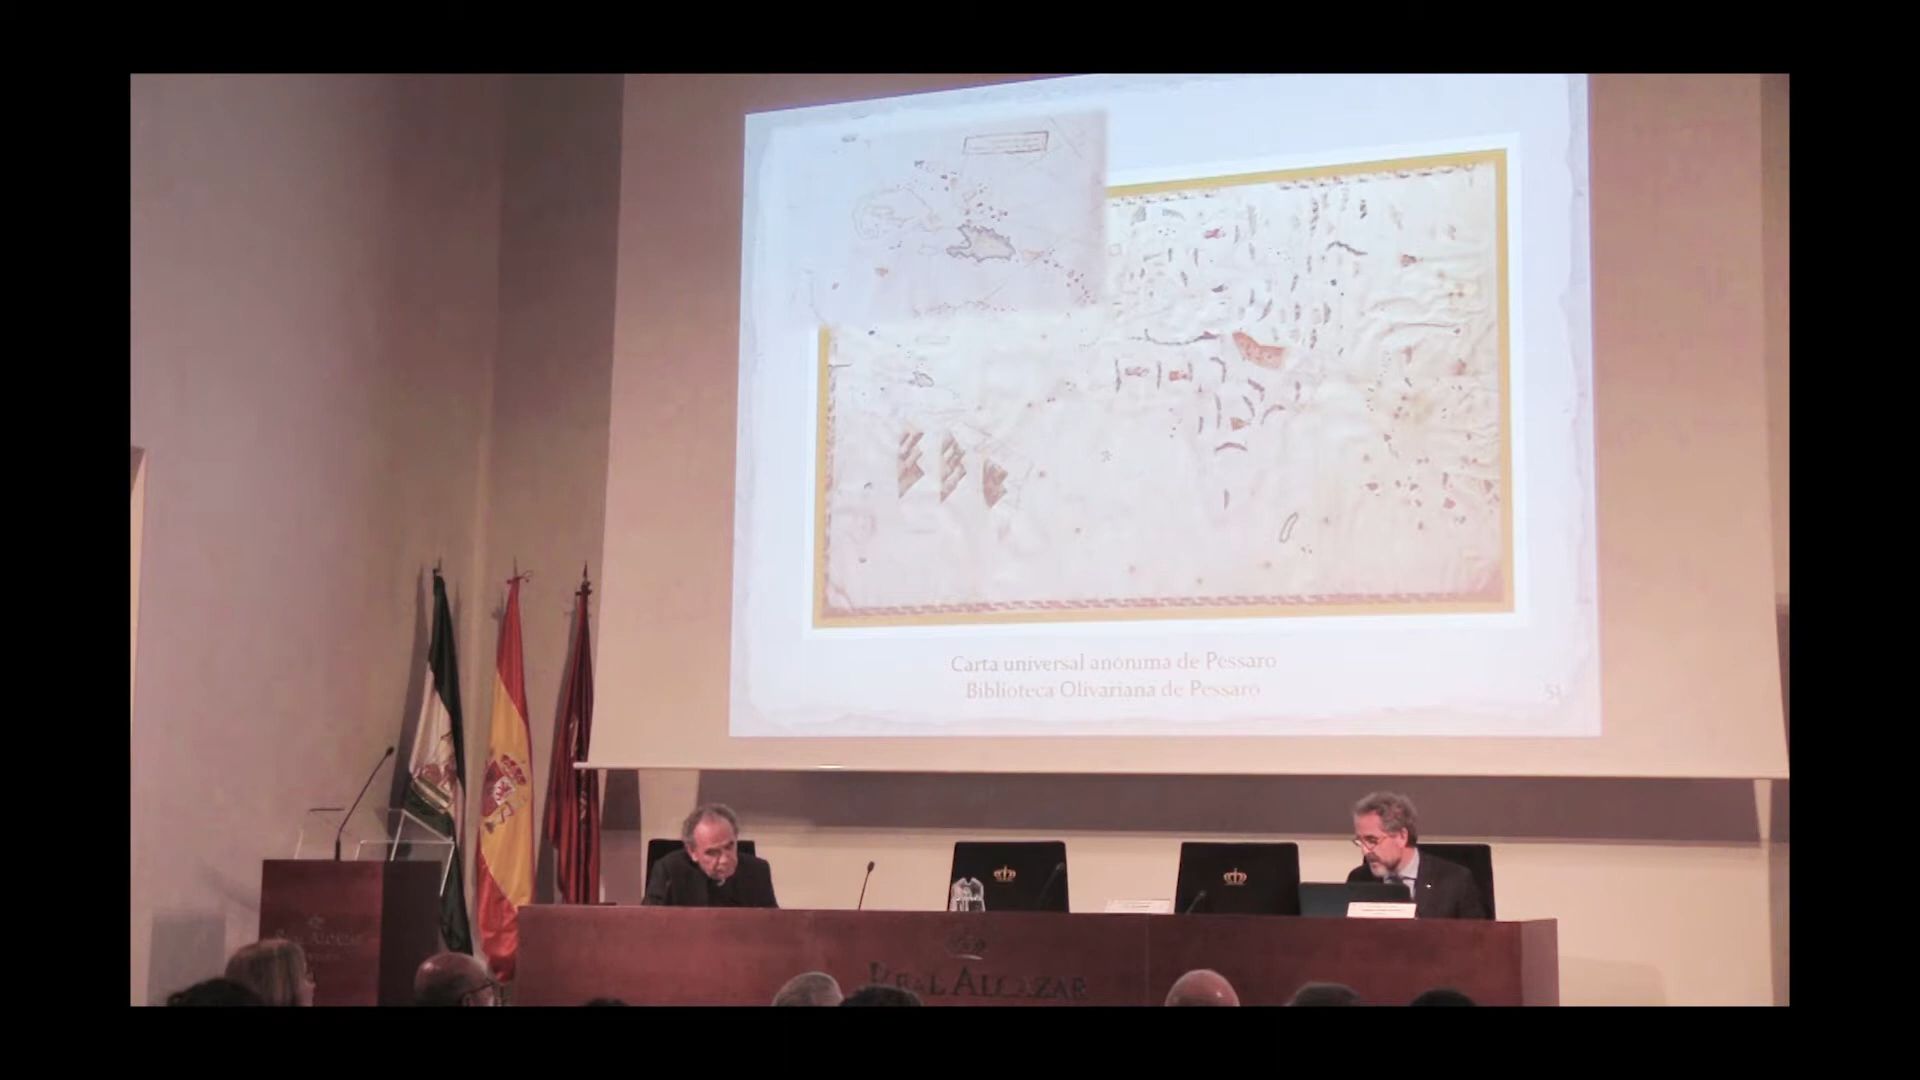 Carta universal anónima de Pessaro
Biblioteca Olivariana de Pessaro
51
REAL ALCAZAR